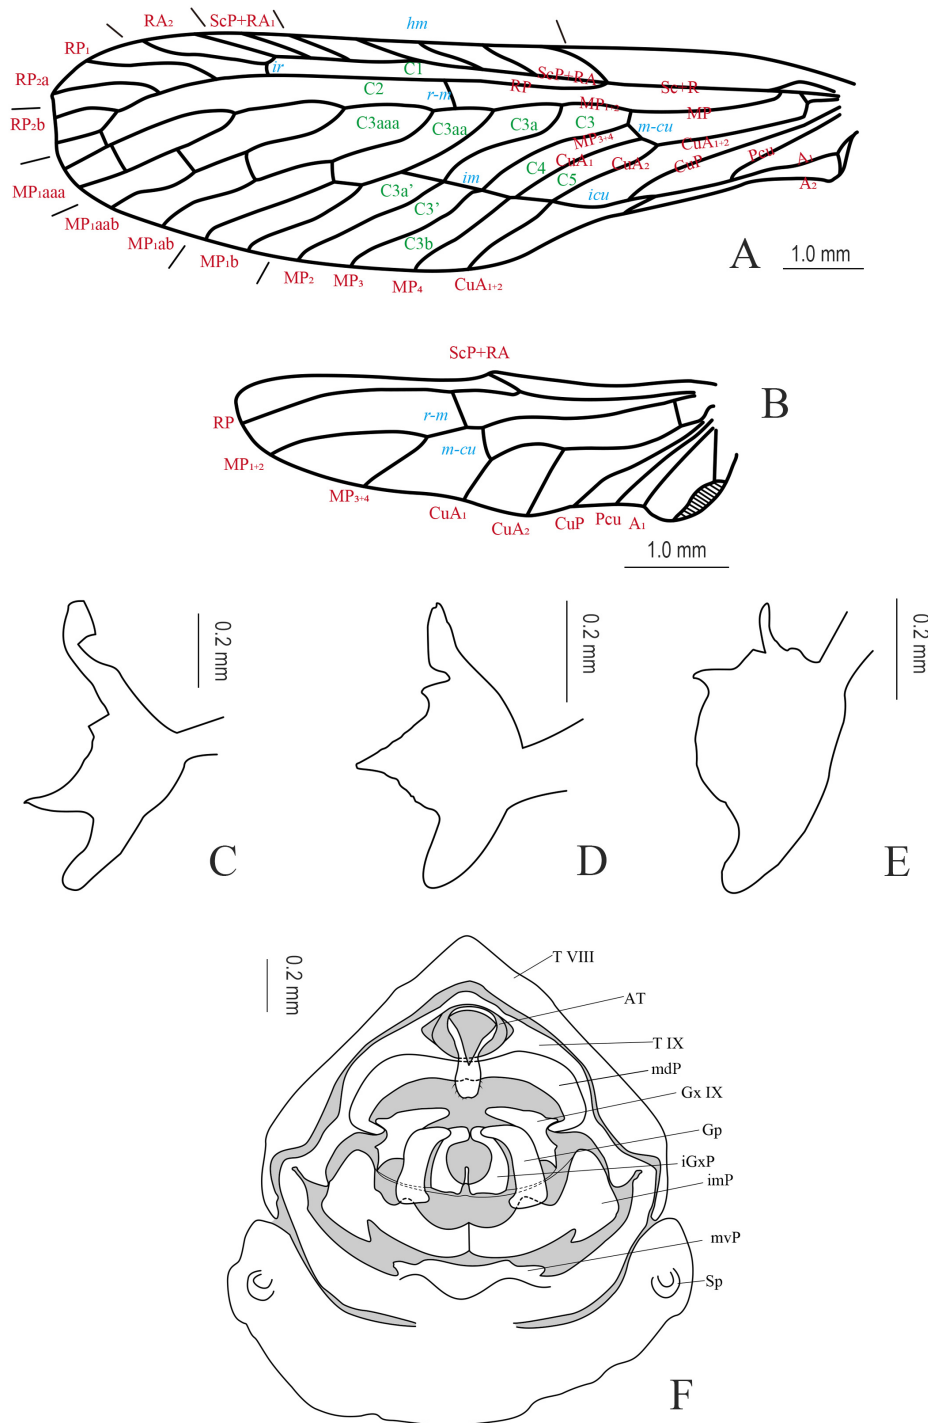 RA₂ ScP+RA₁ hm
RP₁
ir C1 ScP+RA
RP₂ₐ C2 r-m RP Sc+R
RP₂b C3aaa C3aa C3a MP₁₊₂ C3 MP
m-cu
MP₃₊₄ CuA₁₊₂
C4 CuA₁ CuA₂ CuP Pcu A₁
MP₁aaa C3a’ im C5 icu A₂
MP₁aab C3’
MP₁ab C3b
MP₁b MP₂ MP₃ MP₄ CuA₁₊₂
A
1.0 mm
ScP+RA
B
RP r-m
m-cu
MP₁₊₂
MP₃₊₄
CuA₁ CuA₂ CuP Pcu A₁
1.0 mm
0.2 mm
0.2 mm
0.2 mm
C
D
E
0.2 mm
T VIII
AT
T IX
mdP
Gx IX
Gp
iGxP
imP
mvP
Sp
F